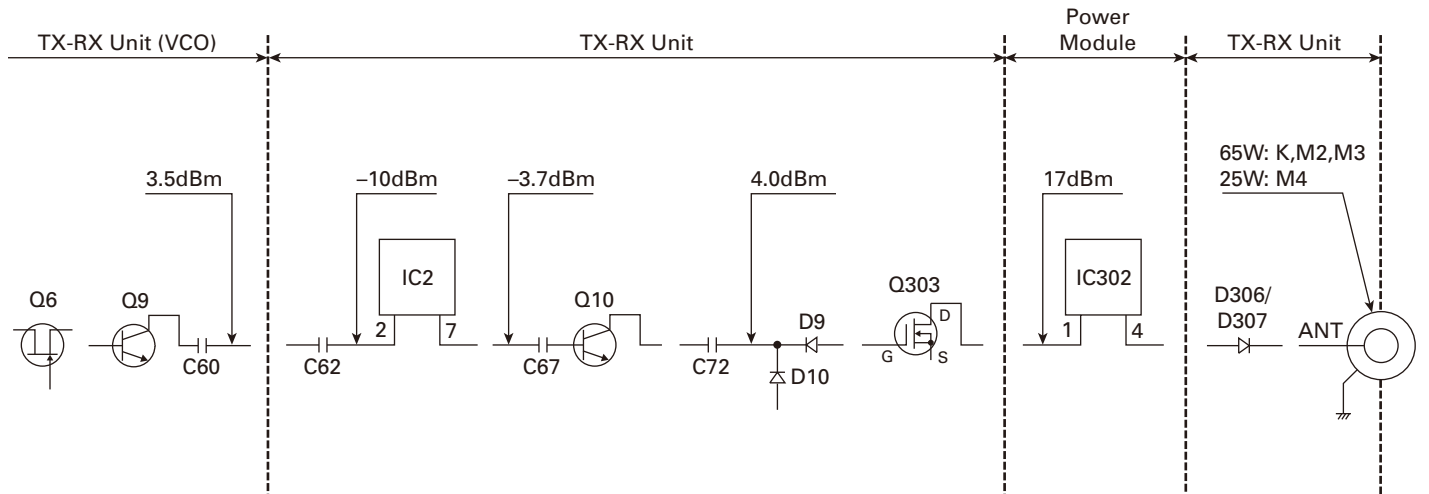 TX-RX Unit (VCO)
TX-RX Unit
Power
Module
TX-RX Unit
3.5dBm
–10dBm
–3.7dBm
4.0dBm
17dBm
65W: K,M2,M3
25W: M4
Q6
Q9
C60
C62
IC2
2
7
C67
Q10
C72
D9
D10
Q303
D
G
S
IC302
1
4
D306/
D307
ANT